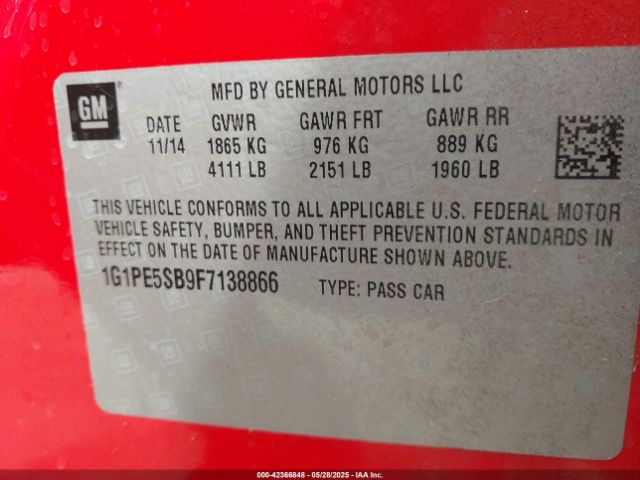 GM
MFD BY GENERAL MOTORS LLC
DATE GVWR GAWR FRT GAWR RR
11/14 1865 KG 976 KG 889 KG
4111 LB 2151 LB 1960 LB
THIS VEHICLE CONFORMS TO ALL APPLICABLE U.S. FEDERAL MOTOR
VEHICLE SAFETY, BUMPER, AND THEFT PREVENTION STANDARDS IN
EFFECT ON THE DATE OF MANUFACTURE SHOWN ABOVE.
1G1PE5SB9F7138866 TYPE: PASS CAR
000-42366848 - 05/28/2025 - IAA Inc.